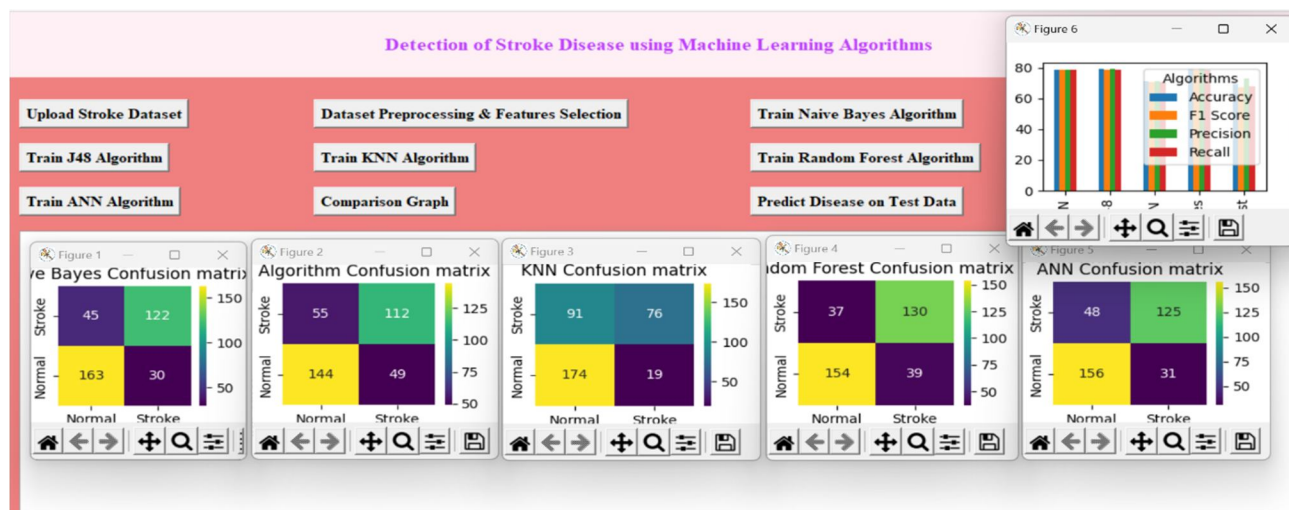 Detection of Stroke Disease using Machine Learning Algorithms
Upload Stroke Dataset
Dataset Preprocessing & Features Selection
Train Naive Bayes Algorithm
Train J48 Algorithm
Train KNN Algorithm
Train Random Forest Algorithm
Train ANN Algorithm
Comparison Graph
Predict Disease on Test Data
Figure 6
80
60
40
20
0
Algorithms
Accuracy
F1 Score
Precision
Recall
Figure 1
ve Bayes Confusion matrix
Stroke
45 122
Normal
163 30
Normal Stroke
150
100
50
Figure 2
Algorithm Confusion matrix
Stroke
55 112
Normal
144 49
Normal Stroke
125
100
75
50
Figure 3
KNN Confusion matrix
Stroke
91 76
Normal
174 19
Normal Stroke
150
100
50
Figure 4
dom Forest Confusion matrix
Stroke
37 130
Normal
154 39
Normal Stroke
150
125
100
75
50
Figure 5
ANN Confusion matrix
Stroke
48 125
Normal
156 31
Normal Stroke
150
125
100
75
50